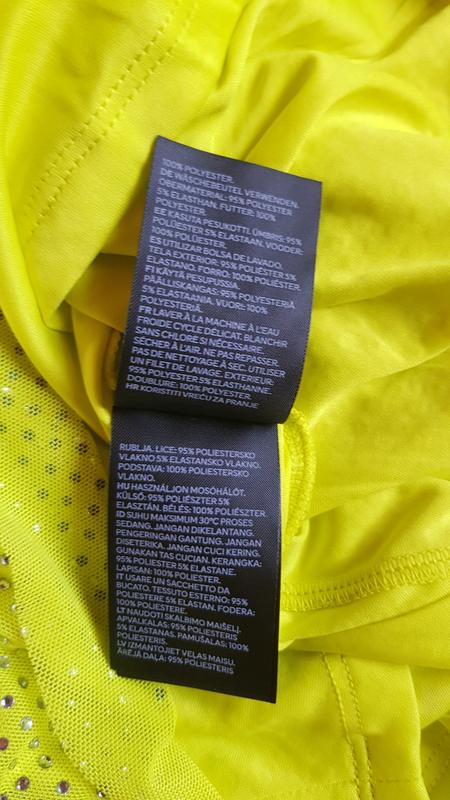 100% POLYESTER.
DE WÄSCHEBEUTEL VERWENDEN.
OBERMATERIAL: 95% POLYESTER
5% ELASTHAN. FUTTER: 100%
POLYESTER.
EE KASUTA PESUKOTTI. ÜMBRIS: 95%
POLÜESTER 5% ELASTAAN. VOODER:
100% POLÜESTER.
ES UTILIZAR BOLSA DE LAVADO.
TELA EXTERIOR: 95% POLIÉSTER 5%
ELASTANO. FORRO: 100% POLIÉSTER.
FI KÄYTÄ PESUPUSSIA.
PÄÄLLISKANGAS: 95% POLYESTERIÄ
5% ELASTAANIA. VUORI: 100%
POLYESTERIÄ.
FR LAVER À LA MACHINE À L'EAU
FROIDE CYCLE DÉLICAT. BLANCHIR
SANS CHLORE SI NÉCESSAIRE.
SÉCHER À L'AIR. NE PAS REPASSER.
PAS DE NETTOYAGE À SEC. UTILISER
UN FILET DE LAVAGE. EXTERIEUR:
95% POLYESTER 5% ELASTHANNE.
DOUBLURE: 100% POLYESTER.
HR KORISTITI VREĆU ZA PRANJE
RUBLJA. LICE: 95% POLIESTERSKO
VLAKNO 5% ELASTANSKO VLAKNO.
PODSTAVA: 100% POLIESTERSKO
VLAKNO.
HU HASZNÁLJON MOSÓHÁLÓT.
KÜLSŐ: 95% POLIÉSZTER 5%
ELASZTÁN. BÉLÉS: 100% POLIÉSZTER
ID SUHU MAKSIMUM 30°C PROSES
SEDANG. JANGAN DIKELANTANG.
PENGERINGAN GANTUNG. JANGAN
DISETERIKA. JANGAN CUCI KERING.
GUNAKAN TAS CUCIAN. KERANGKA:
95% POLIESTER 5% ELASTANE.
LAPISAN: 100% POLIESTER.
IT USARE UN SACCHETTO DA
BUCATO. TESSUTO ESTERNO: 95%
POLIESTERE 5% ELASTAN. FODERA:
100% POLIESTERE.
LT NAUDOTI SKALBIMO MAIŠELĮ.
APVALKALAS: 95% POLIESTERIS
5% ELASTANAS. PAMUŠALAS: 100%
POLIESTERIS.
LV IZMANTOJIET VEĻAS MAISU.
ĀRĒJĀ DAĻA: 95% POLIESTERIS